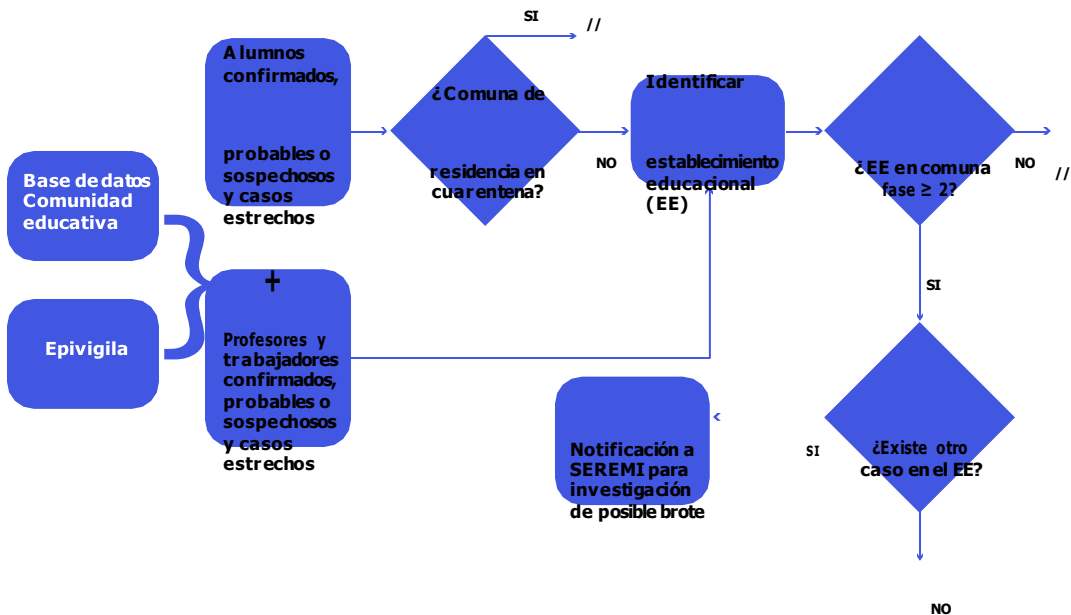 Base de datos
Comunidad
educativa
Epivigila
Alumnos
confirmados,
probables o
sospechosos
y casos
estrechos
+
Profesores y
trabajadores
confirmados,
probables o
sospechosos
y casos
estrechos
SI
//
¿Comuna de
residencia en
cuarentena?
NO
Identificar
establecimiento
educacional
(EE)
¿EE en comuna
fase ≥ 2?
NO
//
SI
¿Existe otro
caso en el EE?
SI
Notificación a
SEREMI para
investigación
de posible brote
NO